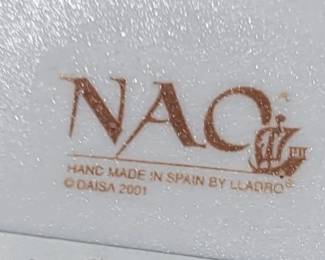 NAO
HAND MADE IN SPAIN BY LLADRO®
© DAISA 2001